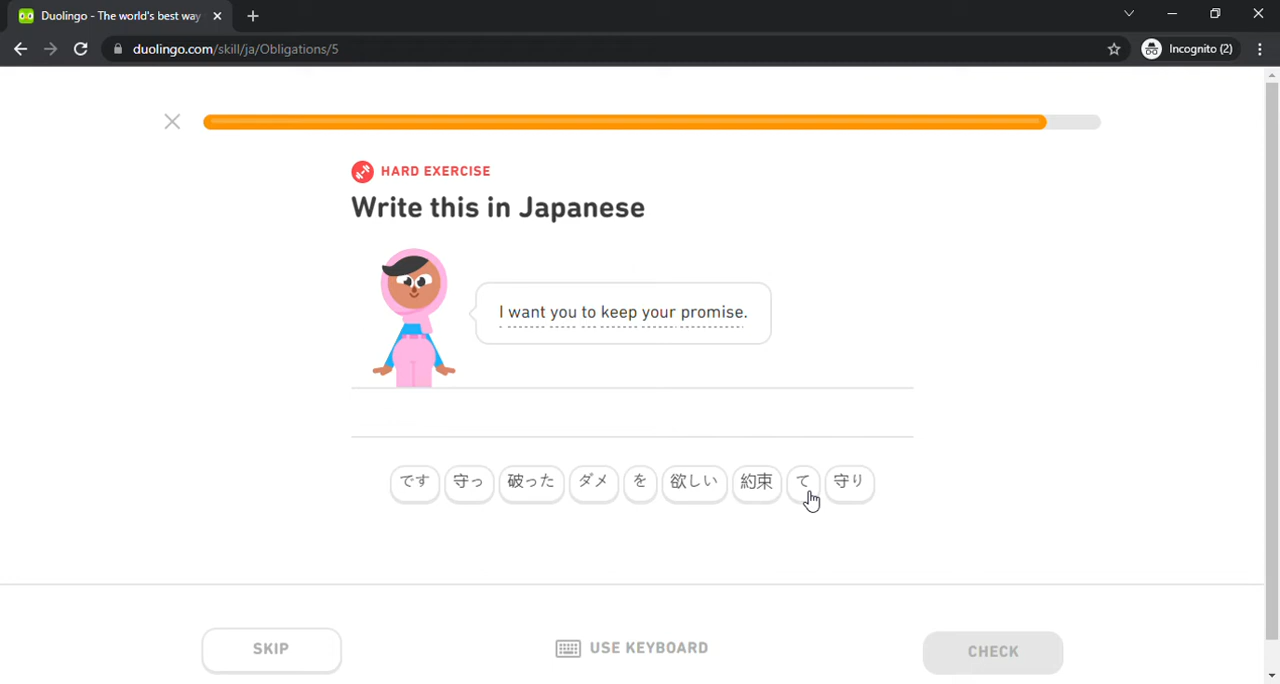 Duolingo - The world's best way
duolingo.com/skill/ja/Obligations/5
Incognito (2)
HARD EXERCISE
Write this in Japanese
I want you to keep your promise.
です 守っ 破った ダメ を 欲しい 約束 て 守り
SKIP
USE KEYBOARD
CHECK